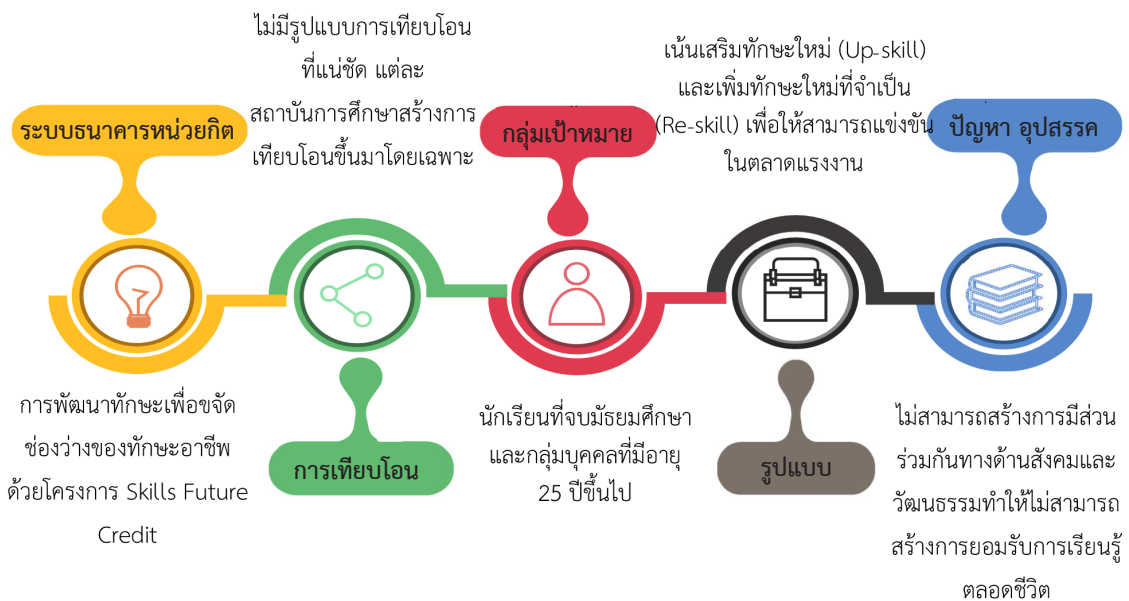 ระบบธนาคารหน่วยกิต
การพัฒนาทักษะเพื่อขจัด
ช่องว่างของทักษะอาชีพ
ด้วยโครงการ Skills Future
Credit
ไม่มีรูปแบบการเทียบโอน
ที่แน่ชัด แต่ละ
สถาบันการศึกษาสร้างการ
เทียบโอนขึ้นมาโดยเฉพาะ
การเทียบโอน
กลุ่มเป้าหมาย
นักเรียนที่จบมัธยมศึกษา
และกลุ่มบุคคลที่มีอายุ
25 ปีขึ้นไป
เน้นเสริมทักษะใหม่ (Up-skill)
และเพิ่มทักษะใหม่ที่จำเป็น
(Re-skill) เพื่อให้สามารถแข่งขัน
ในตลาดแรงงาน
รูปแบบ
ปัญหา อุปสรรค
ไม่สามารถสร้างการมีส่วน
ร่วมกันทางด้านสังคมและ
วัฒนธรรมทำให้ไม่สามารถ
สร้างการยอมรับการเรียนรู้
ตลอดชีวิต